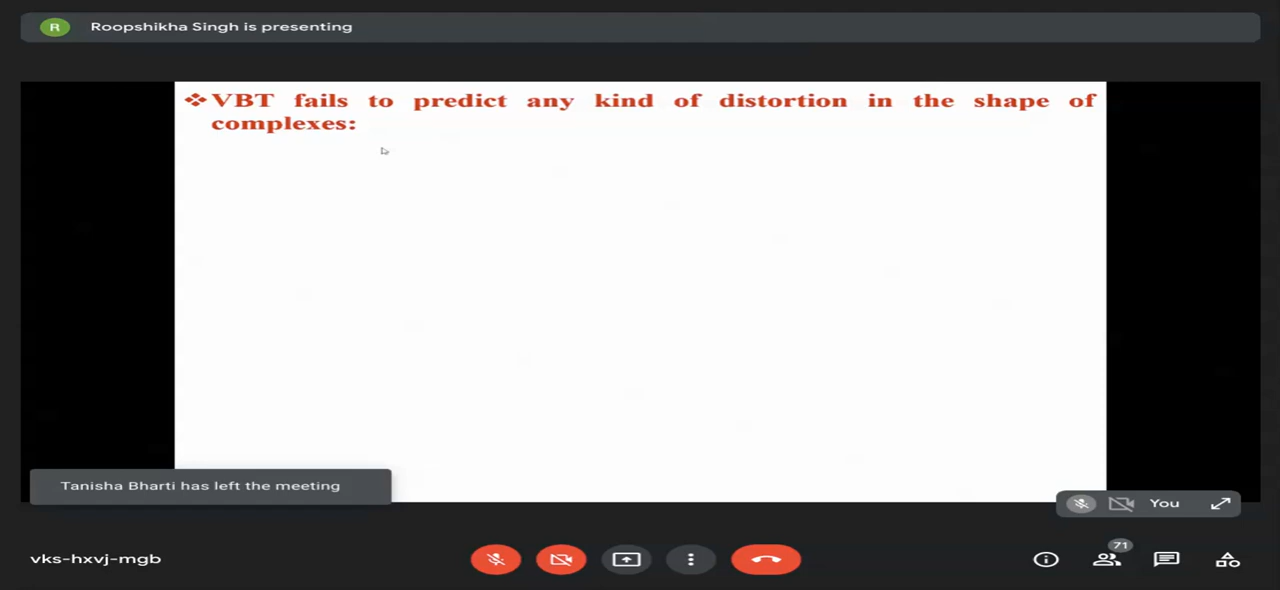 R Roopshikha Singh is presenting
❖VBT fails to predict any kind of distortion in the shape of
complexes:
Tanisha Bharti has left the meeting
You
vks-hxvj-mgb
71